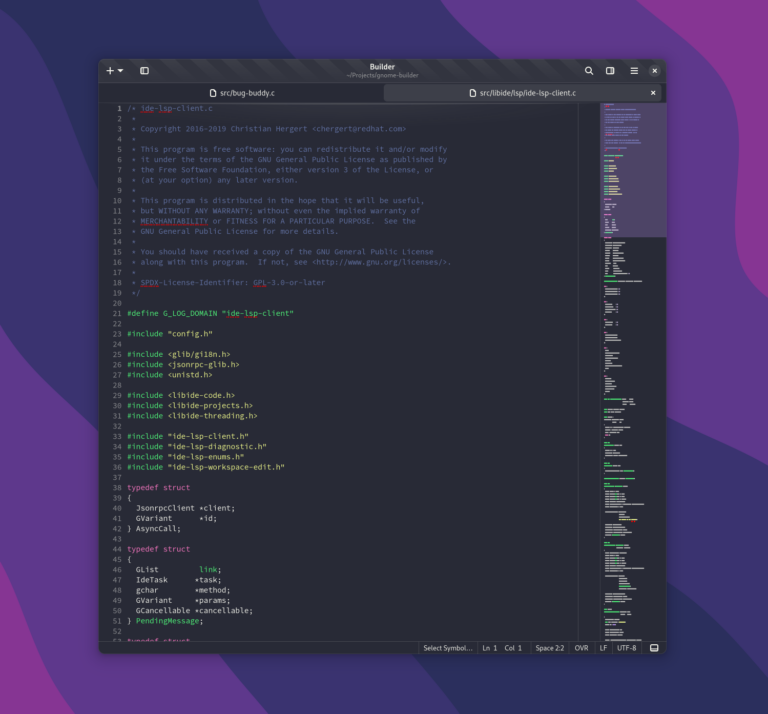 Builder
~/Projects/gnome-builder
src/bug-buddy.c
src/libide/lsp/ide-lsp-client.c
1 /* ide-lsp-client.c
2  *
3  * Copyright 2016-2019 Christian Hergert <chergert@redhat.com>
4  *
5  * This program is free software: you can redistribute it and/or modify
6  * it under the terms of the GNU General Public License as published by
7  * the Free Software Foundation, either version 3 of the License, or
8  * (at your option) any later version.
9  *
10  * This program is distributed in the hope that it will be useful,
11  * but WITHOUT ANY WARRANTY; without even the implied warranty of
12  * MERCHANTABILITY or FITNESS FOR A PARTICULAR PURPOSE.  See the
13  * GNU General Public License for more details.
14  *
15  * You should have received a copy of the GNU General Public License
16  * along with this program.  If not, see <http://www.gnu.org/licenses/>.
17  *
18  * SPDX-License-Identifier: GPL-3.0-or-later
19  */
20
21 #define G_LOG_DOMAIN "ide-lsp-client"
22
23 #include "config.h"
24
25 #include <glib/gi18n.h>
26 #include <jsonrpc-glib.h>
27 #include <unistd.h>
28
29 #include <libide-code.h>
30 #include <libide-projects.h>
31 #include <libide-threading.h>
32
33 #include "ide-lsp-client.h"
34 #include "ide-lsp-diagnostic.h"
35 #include "ide-lsp-enums.h"
36 #include "ide-lsp-workspace-edit.h"
37
38 typedef struct
39 {
40   JsonrpcClient *client;
41   GVariant      *id;
42 } AsyncCall;
43
44 typedef struct
45 {
46   GList         link;
47   IdeTask      *task;
48   gchar        *method;
49   GVariant     *params;
50   GCancellable *cancellable;
51 } PendingMessage;
52
53 typedef struct
Select Symbol... Ln 1 Col 1 Space 2:2 OVR LF UTF-8